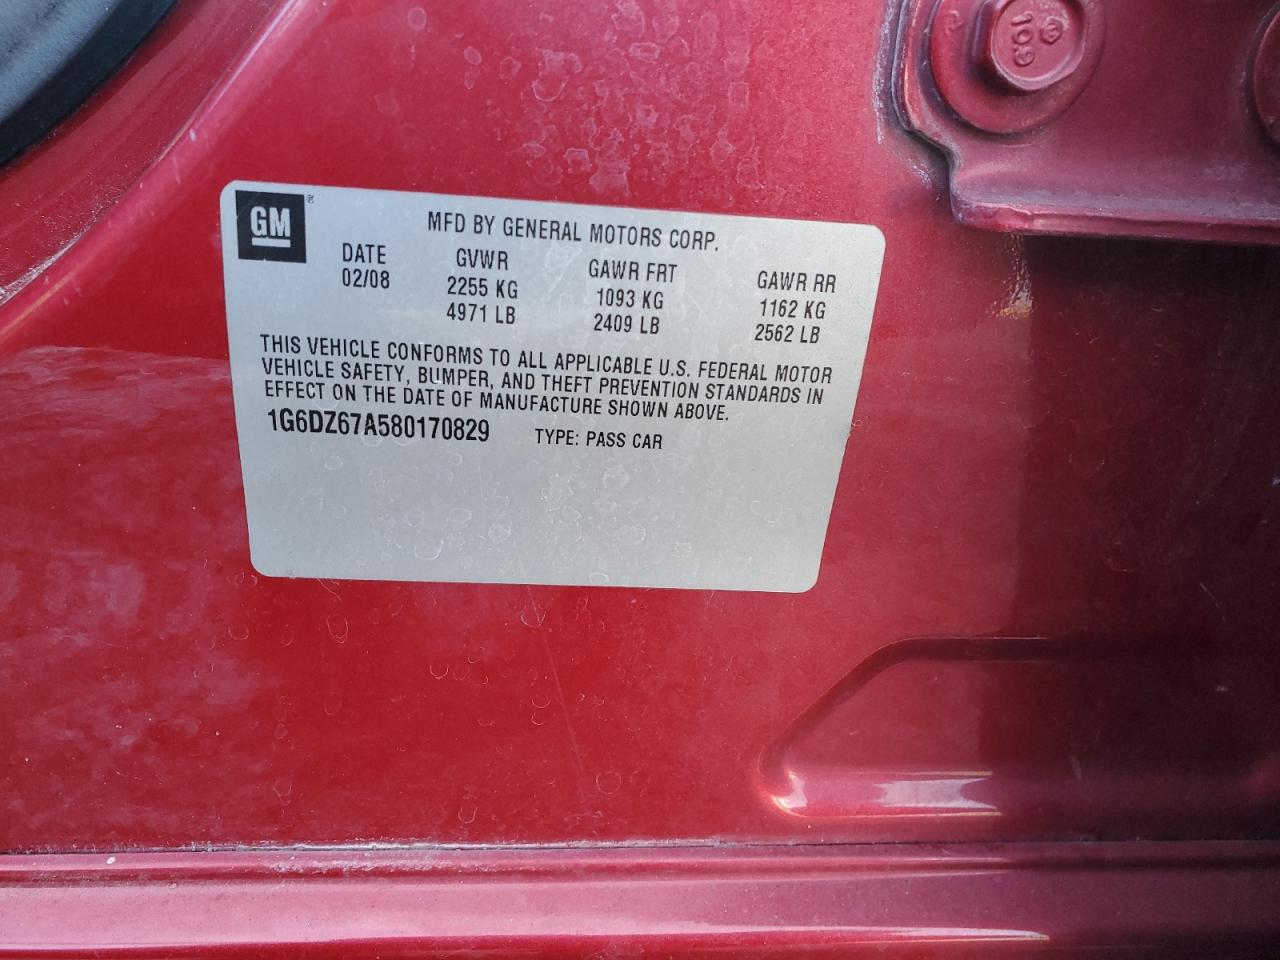 10.9
GM®
MFD BY GENERAL MOTORS CORP.
DATE GVWR GAWR FRT GAWR RR
02/08 2255 KG 1093 KG 1162 KG
4971 LB 2409 LB 2562 LB
THIS VEHICLE CONFORMS TO ALL APPLICABLE U.S. FEDERAL MOTOR
VEHICLE SAFETY, BUMPER, AND THEFT PREVENTION STANDARDS IN
EFFECT ON THE DATE OF MANUFACTURE SHOWN ABOVE.
1G6DZ67A580170829 TYPE: PASS CAR